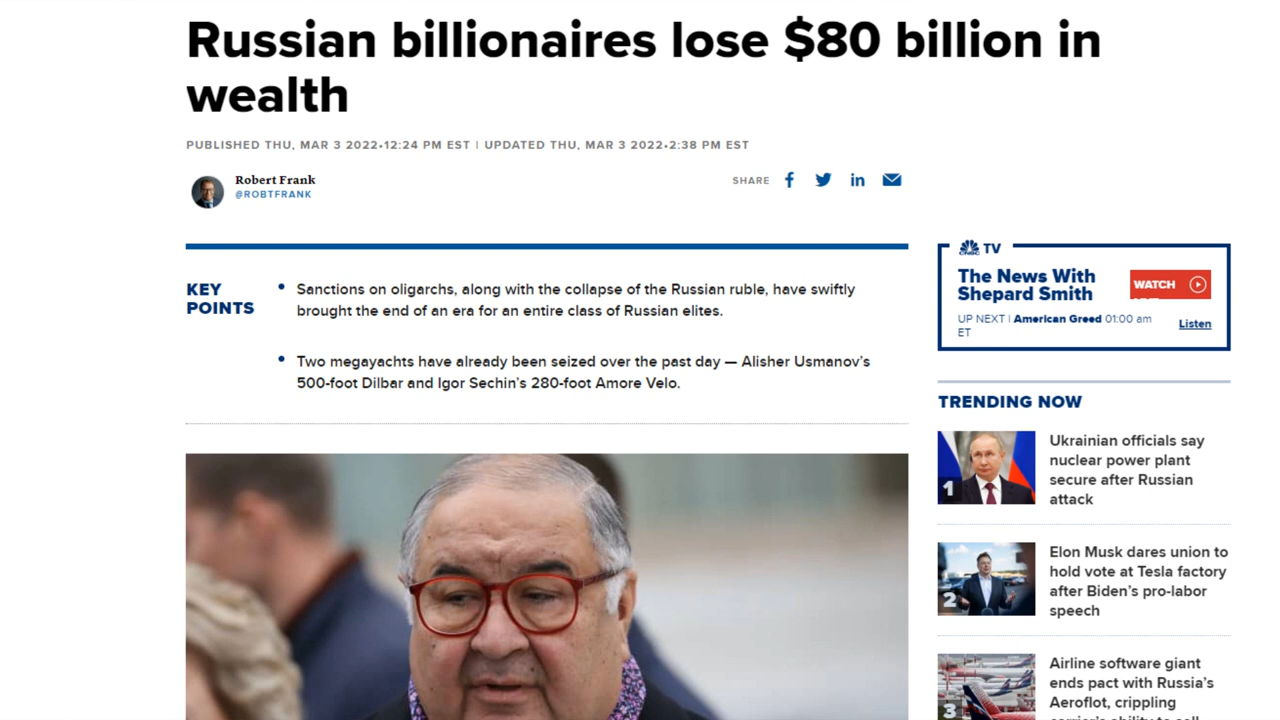 Russian billionaires lose $80 billion in
wealth
PUBLISHED THU, MAR 3 2022•12:24 PM EST | UPDATED THU, MAR 3 2022•2:38 PM EST
Robert Frank
@ROBTFRANK
SHARE
KEY
POINTS
Sanctions on oligarchs, along with the collapse of the Russian ruble, have swiftly
brought the end of an era for an entire class of Russian elites.
Two megayachts have already been seized over the past day — Alisher Usmanov's
500-foot Dilbar and Igor Sechin's 280-foot Amore Velo.
CNBC TV
The News With
Shepard Smith
WATCH
UP NEXT | American Greed 01:00 am
ET
Listen
TRENDING NOW
1
Ukrainian officials say
nuclear power plant
secure after Russian
attack
2
Elon Musk dares union to
hold vote at Tesla factory
after Biden's pro-labor
speech
3
Airline software giant
ends pact with Russia's
Aeroflot, crippling